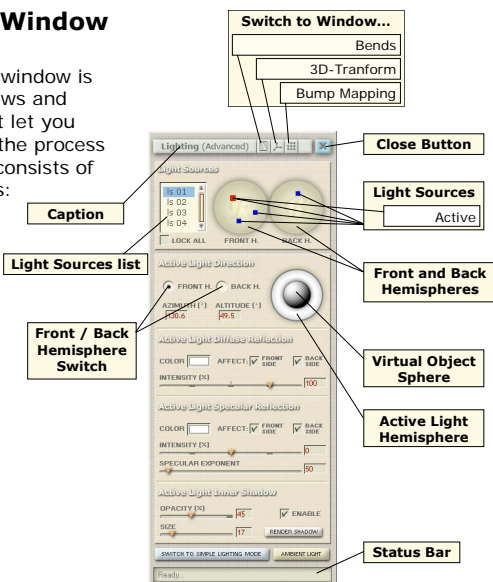 Window
Switch to Window...
Bends
3D-Tranform
Bump Mapping
window is
ws and
t let you
the process
consists of
s:
Lighting (Advanced)
Close Button
Caption
Light Sources
ls 01
ls 02
ls 03
ls 04
LOCK ALL
FRONT H.
BACK H.
Light Sources
Active
Light Sources list
Front and Back
Hemispheres
Active Light Direction
FRONT H.
BACK H.
AZIMUTH (°)
ALTITUDE (°)
130.6
49.5
Front / Back
Hemisphere
Switch
Virtual Object
Sphere
Active Light
Hemisphere
Active Light Diffuse Reflection
COLOR
AFFECT:
FRONT SIDE
BACK SIDE
INTENSITY (%)
100
Active Light Specular Reflection
COLOR
AFFECT:
FRONT SIDE
BACK SIDE
INTENSITY (%)
0
SPECULAR EXPONENT
50
Active Light Inner Shadow
OPACITY (%)
45
ENABLE
SIZE
17
RENDER SHADOW
SWITCH TO SIMPLE LIGHTING MODE
AMBIENT LIGHT
Ready...
Status Bar